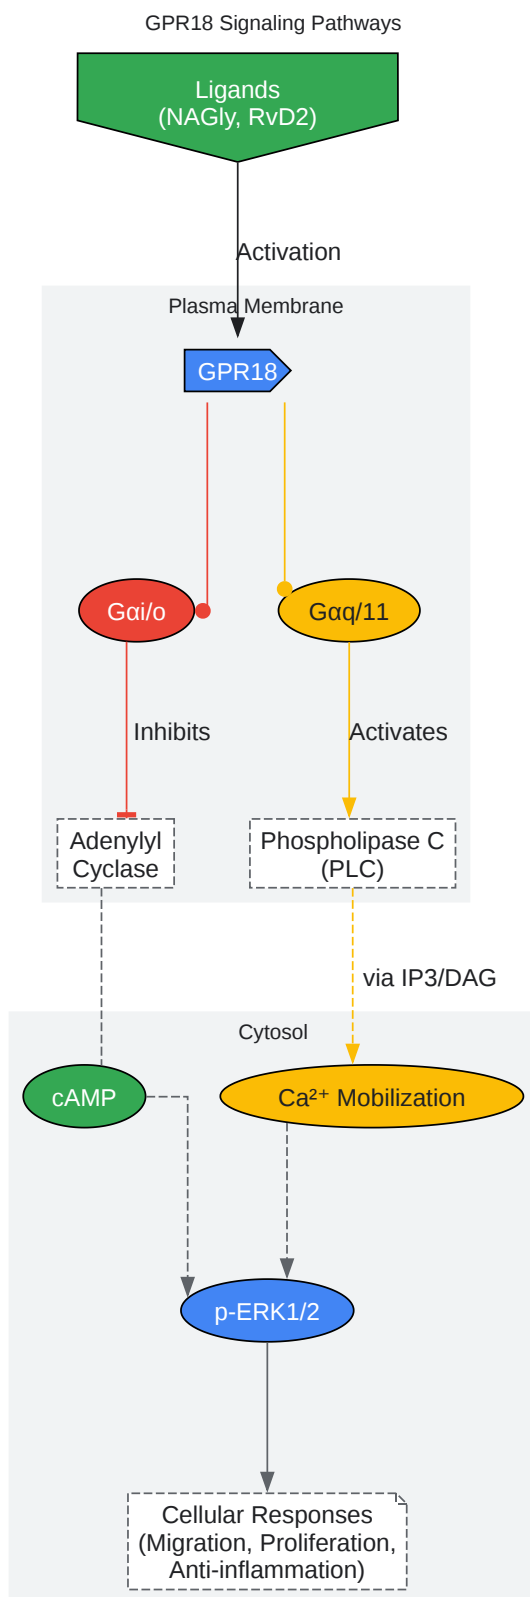 GPR18 Signaling Pathways
Ligands
(NAGly, RvD2)
Activation
Plasma Membrane
GPR18
Gαi/o
Gαq/11
Inhibits
Activates
Adenylyl
Cyclase
Phospholipase C
(PLC)
via IP3/DAG
Cytosol
cAMP
Ca²⁺ Mobilization
p-ERK1/2
Cellular Responses
(Migration, Proliferation,
Anti-inflammation)